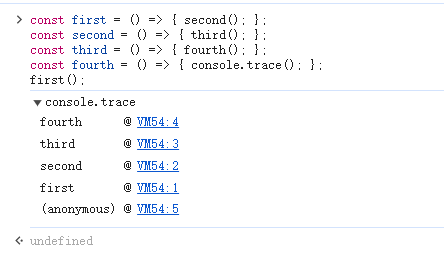 const first = () => { second(); };
const second = () => { third(); };
const third = () => { fourth(); };
const fourth = () => { console.trace(); };
first();
console.trace
fourth @ VM54:4
third @ VM54:3
second @ VM54:2
first @ VM54:1
(anonymous) @ VM54:5
undefined